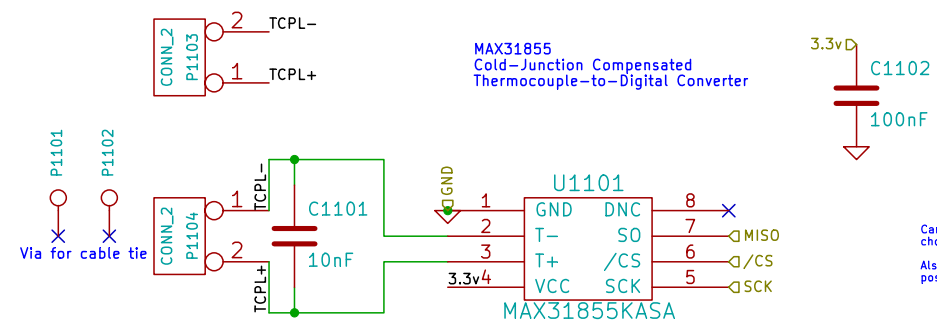 2
TCPL-
CONN_2
P1103
1
TCPL+
MAX31855
Cold-Junction Compensated
Thermocouple-to-Digital Converter
3.3v
C1102
100nF
P1101
P1102
Via for cable tie
CONN_2
P1104
1
TCPL-
2
TCPL+
C1101
10nF
GND
U1101
1
GND
DNC
8
2
T-
SO
7
MISO
3
T+
/CS
6
/CS
3.3v
4
VCC
SCK
5
SCK
MAX31855KASA